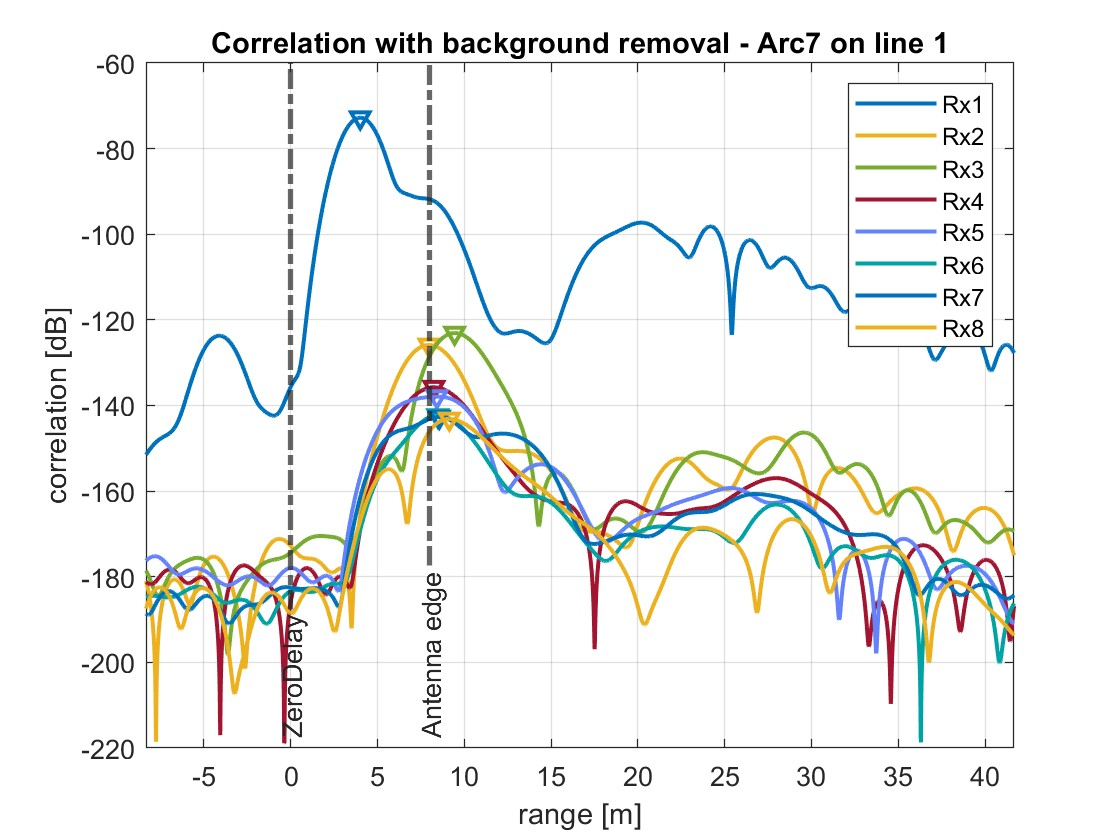 Correlation with background removal - Arc7 on line 1
correlation [dB]
-60
-80
-100
-120
-140
-160
-180
-200
-220
Rx1
Rx2
Rx3
Rx4
Rx5
Rx6
Rx7
Rx8
ZeroDelay
Antenna edge
-5
0
5
10
15
20
25
30
35
40
range [m]